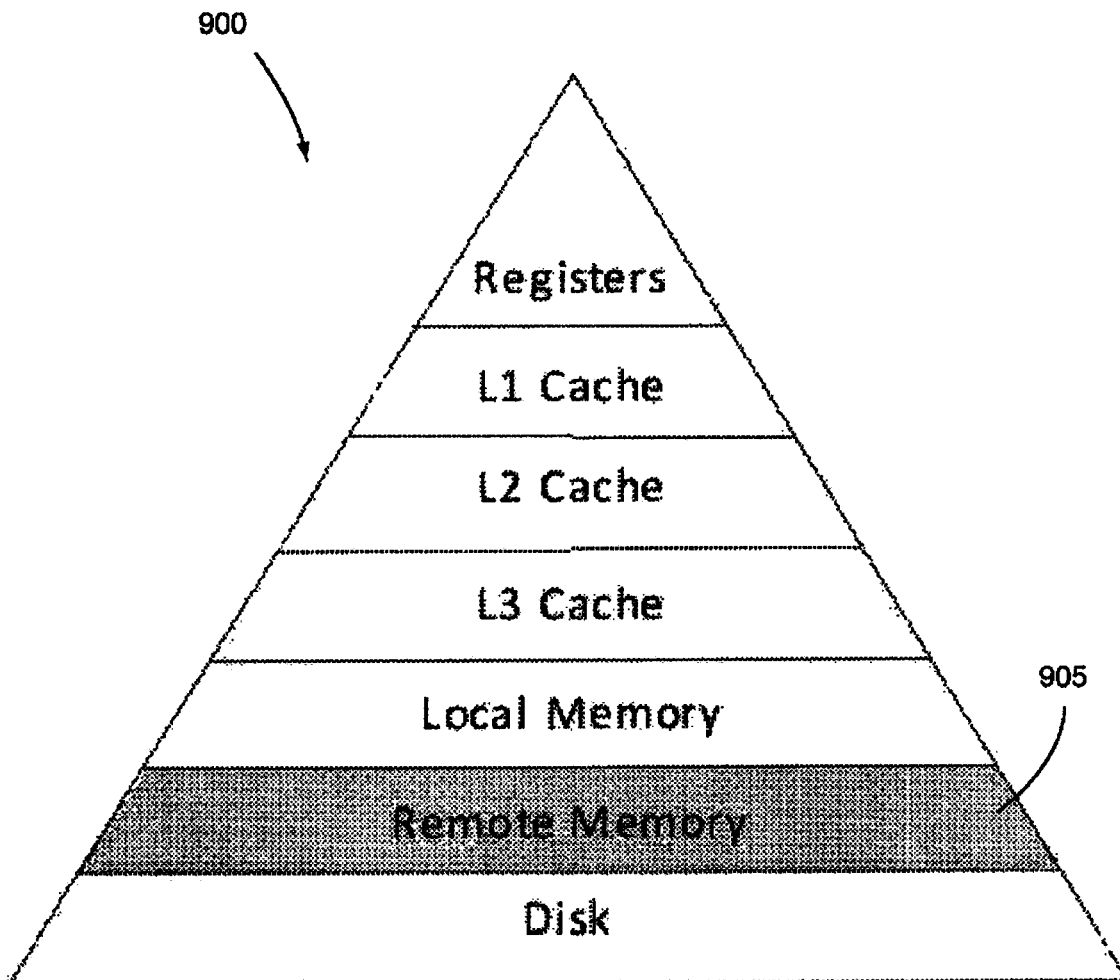 900
Registers
L1 Cache
L2 Cache
L3 Cache
Local Memory
905
Remote Memory
Disk